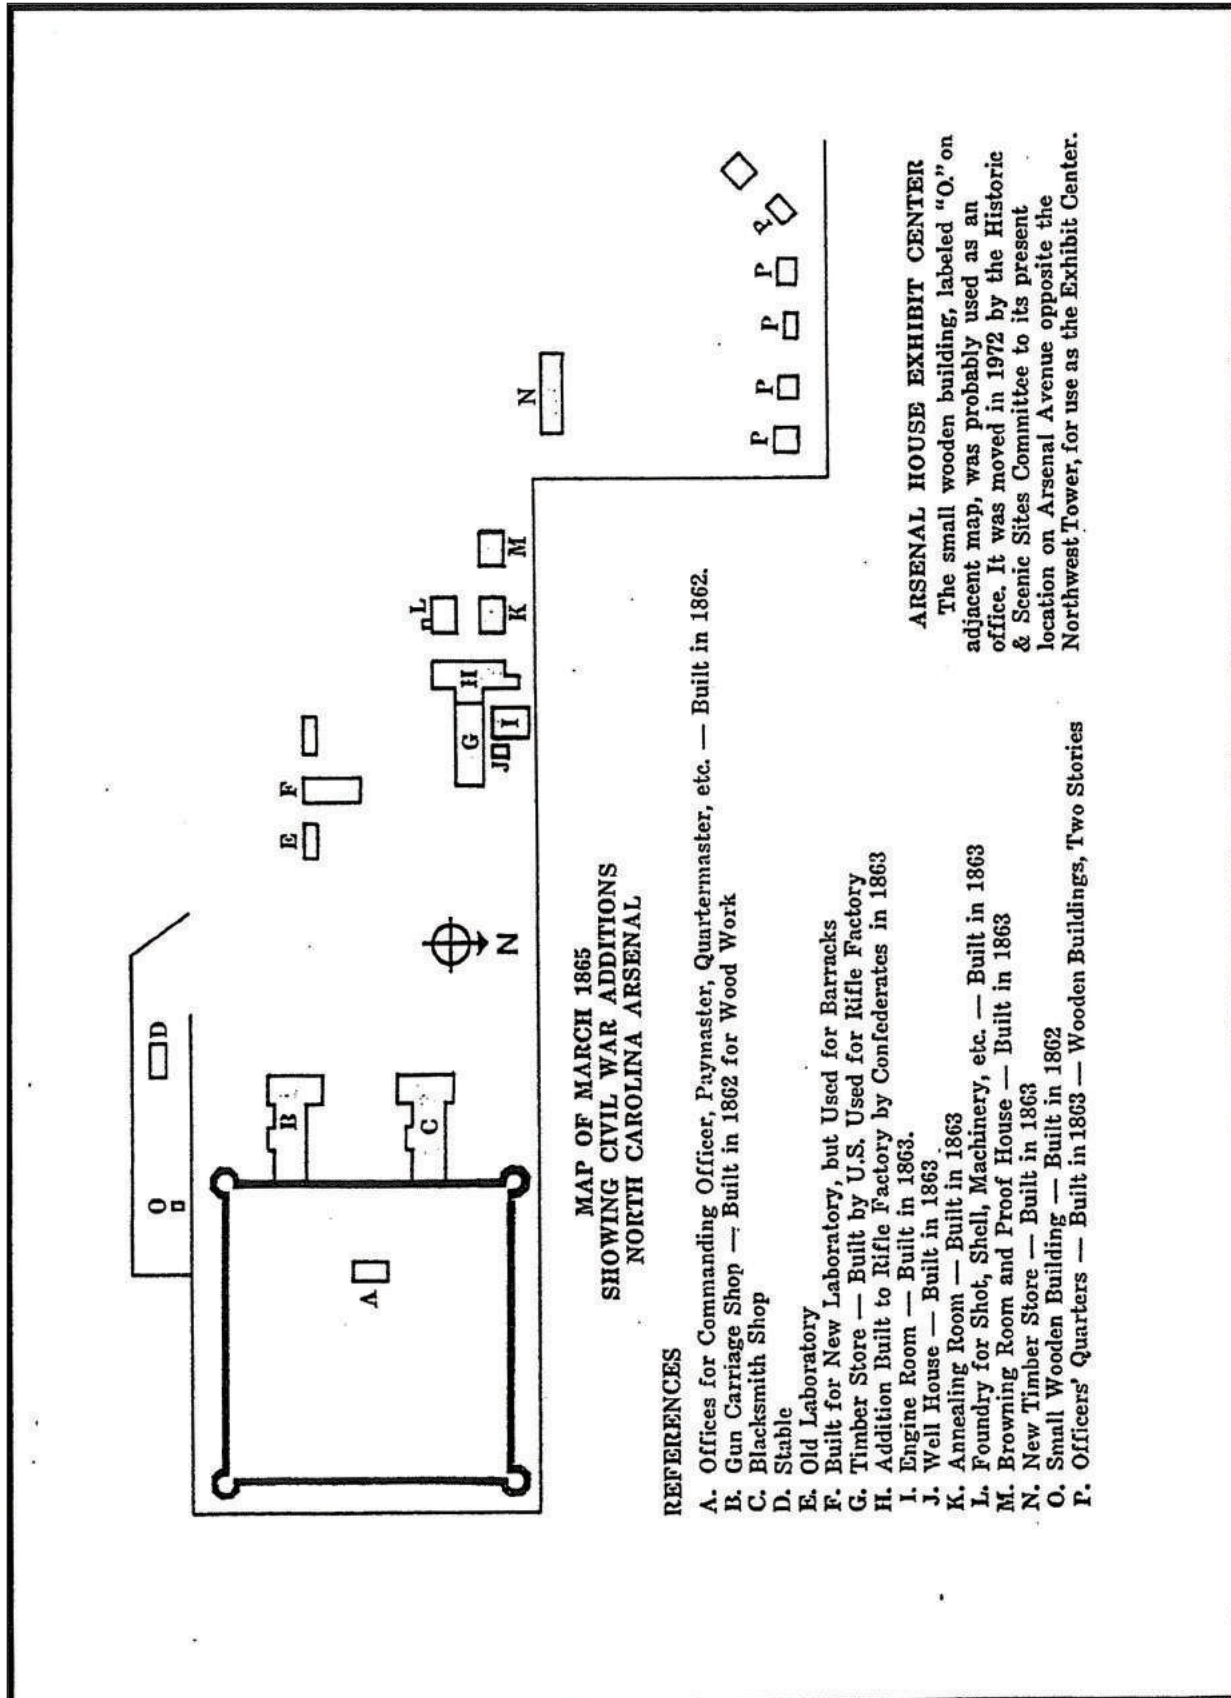 O
D
B
C
A
E
F
N
G
H
J
I
L
K
M
N
P
P
P
P
P
MAP OF MARCH 1865
SHOWING CIVIL WAR ADDITIONS
NORTH CAROLINA ARSENAL
REFERENCES
A. Offices for Commanding Officer, Paymaster, Quartermaster, etc. — Built in 1862.
B. Gun Carriage Shop — Built in 1862 for Wood Work
C. Blacksmith Shop
D. Stable
E. Old Laboratory
F. Built for New Laboratory, but Used for Barracks
G. Timber Store — Built by U.S. Used for Rifle Factory
H. Addition Built to Rifle Factory by Confederates in 1863
I. Engine Room — Built in 1863.
J. Well House — Built in 1863
K. Annealing Room — Built in 1863
L. Foundry for Shot, Shell, Machinery, etc. — Built in 1863
M. Browning Room and Proof House — Built in 1863
N. New Timber Store — Built in 1863
O. Small Wooden Building — Built in 1862
P. Officers' Quarters — Built in 1863 — Wooden Buildings, Two Stories
ARSENAL HOUSE EXHIBIT CENTER
The small wooden building, labeled "O." on
adjacent map, was probably used as an
office. It was moved in 1972 by the Historic
& Scenic Sites Committee to its present
location on Arsenal Avenue opposite the
Northwest Tower, for use as the Exhibit Center.